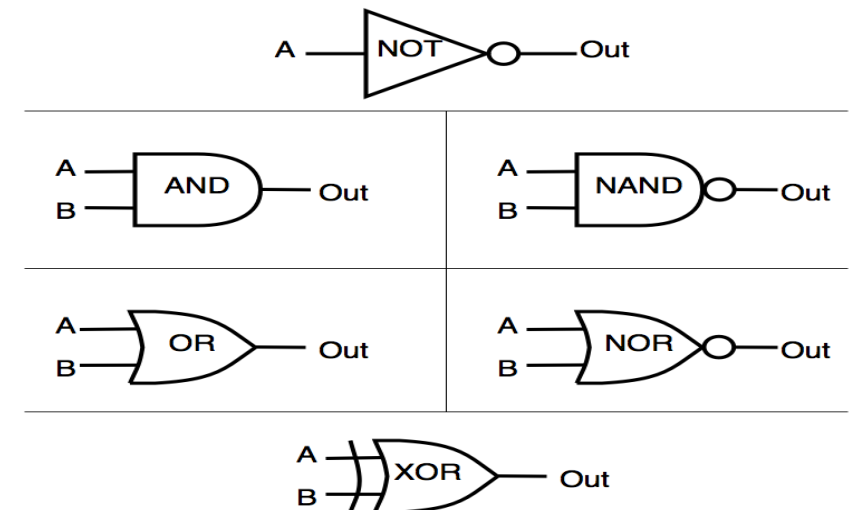 A NOT Out
A AND Out
B
A NAND Out
B
A OR Out
B
A NOR Out
B
A XOR Out
B